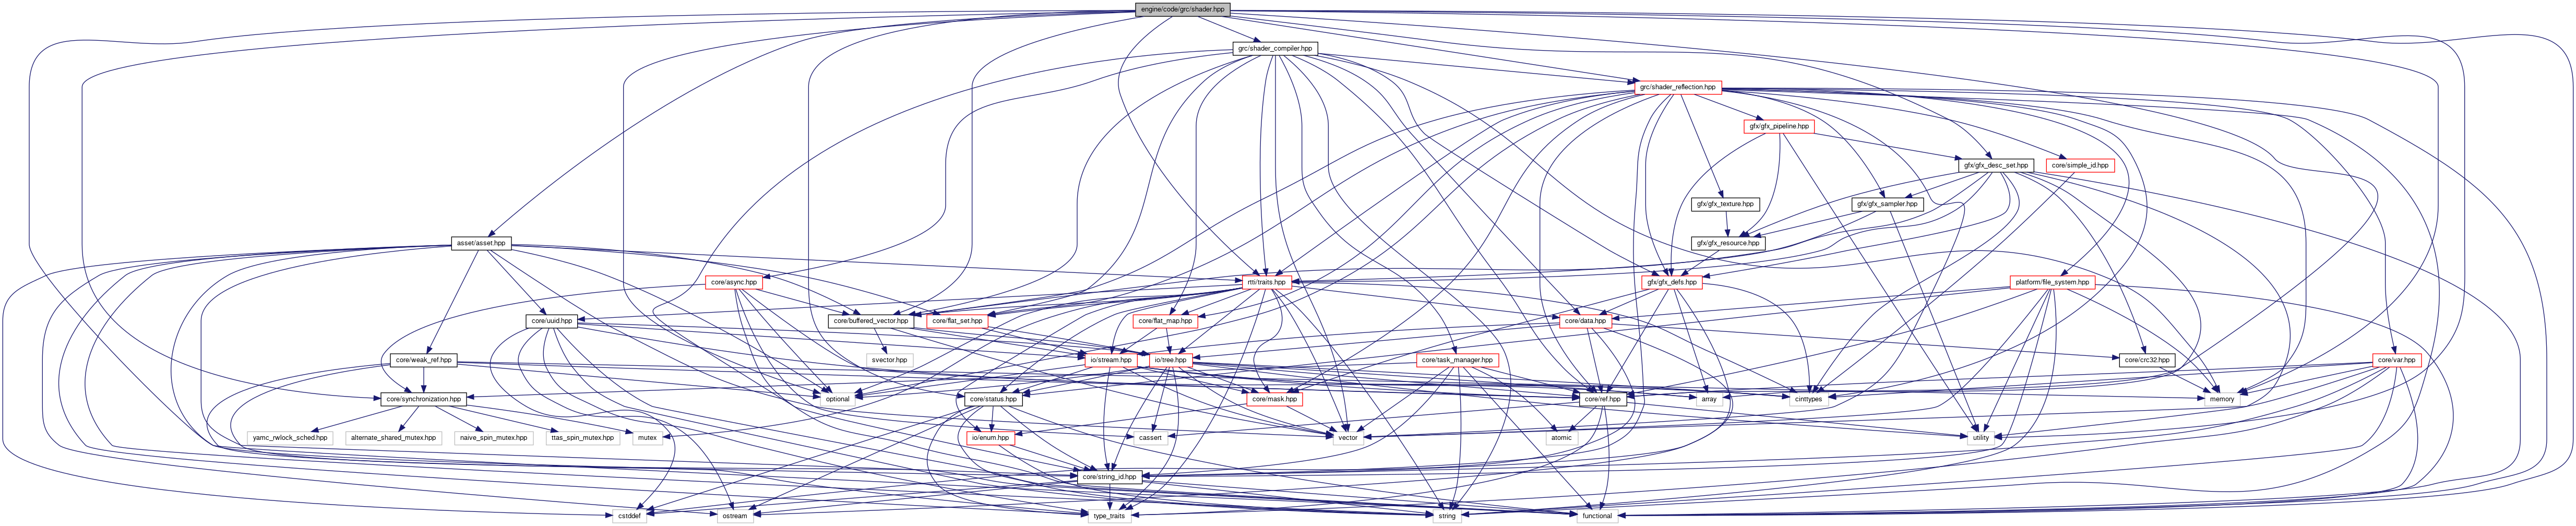 engine/code/grc/shader.hpp
grc/shader_compiler.hpp
grc/shader_reflection.hpp
gfx/gfx_pipeline.hpp
gfx/gfx_desc_set.hpp
core/simple_id.hpp
gfx/gfx_texture.hpp
gfx/gfx_sampler.hpp
asset/asset.hpp
gfx/gfx_resource.hpp
core/async.hpp
rtti/traits.hpp
gfx/gfx_defs.hpp
platform/file_system.hpp
core/uuid.hpp
core/buffered_vector.hpp
core/flat_set.hpp
core/flat_map.hpp
core/data.hpp
core/weak_ref.hpp
svector.hpp
io/stream.hpp
io/tree.hpp
core/task_manager.hpp
core/crc32.hpp
core/var.hpp
core/synchronization.hpp
optional
core/status.hpp
core/mask.hpp
core/ref.hpp
array
cinttypes
memory
yamc_rwlock_sched.hpp
alternate_shared_mutex.hpp
naive_spin_mutex.hpp
ttas_spin_mutex.hpp
mutex
io/enum.hpp
cassert
vector
atomic
utility
core/string_id.hpp
cstddef
ostream
type_traits
string
functional